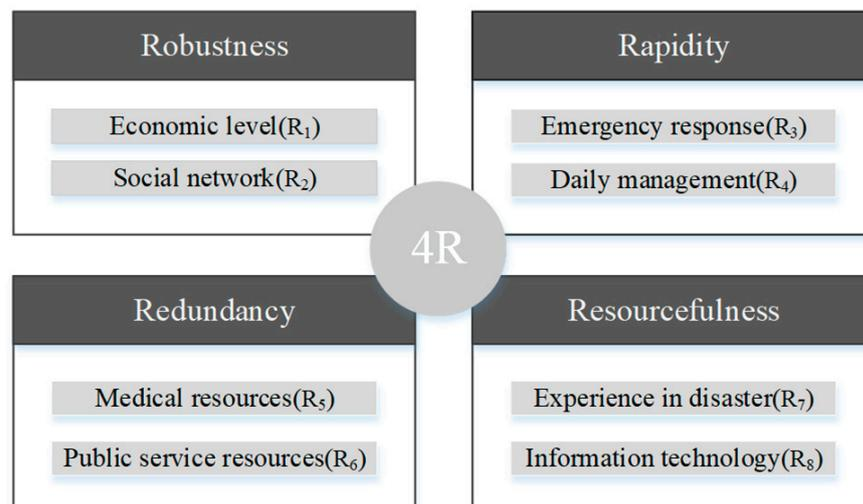 Robustness
Economic level(R₁)
Social network(R₂)
Rapidity
Emergency response(R₃)
Daily management(R₄)
4R
Redundancy
Medical resources(R₅)
Public service resources(R₆)
Resourcefulness
Experience in disaster(R₇)
Information technology(R₈)